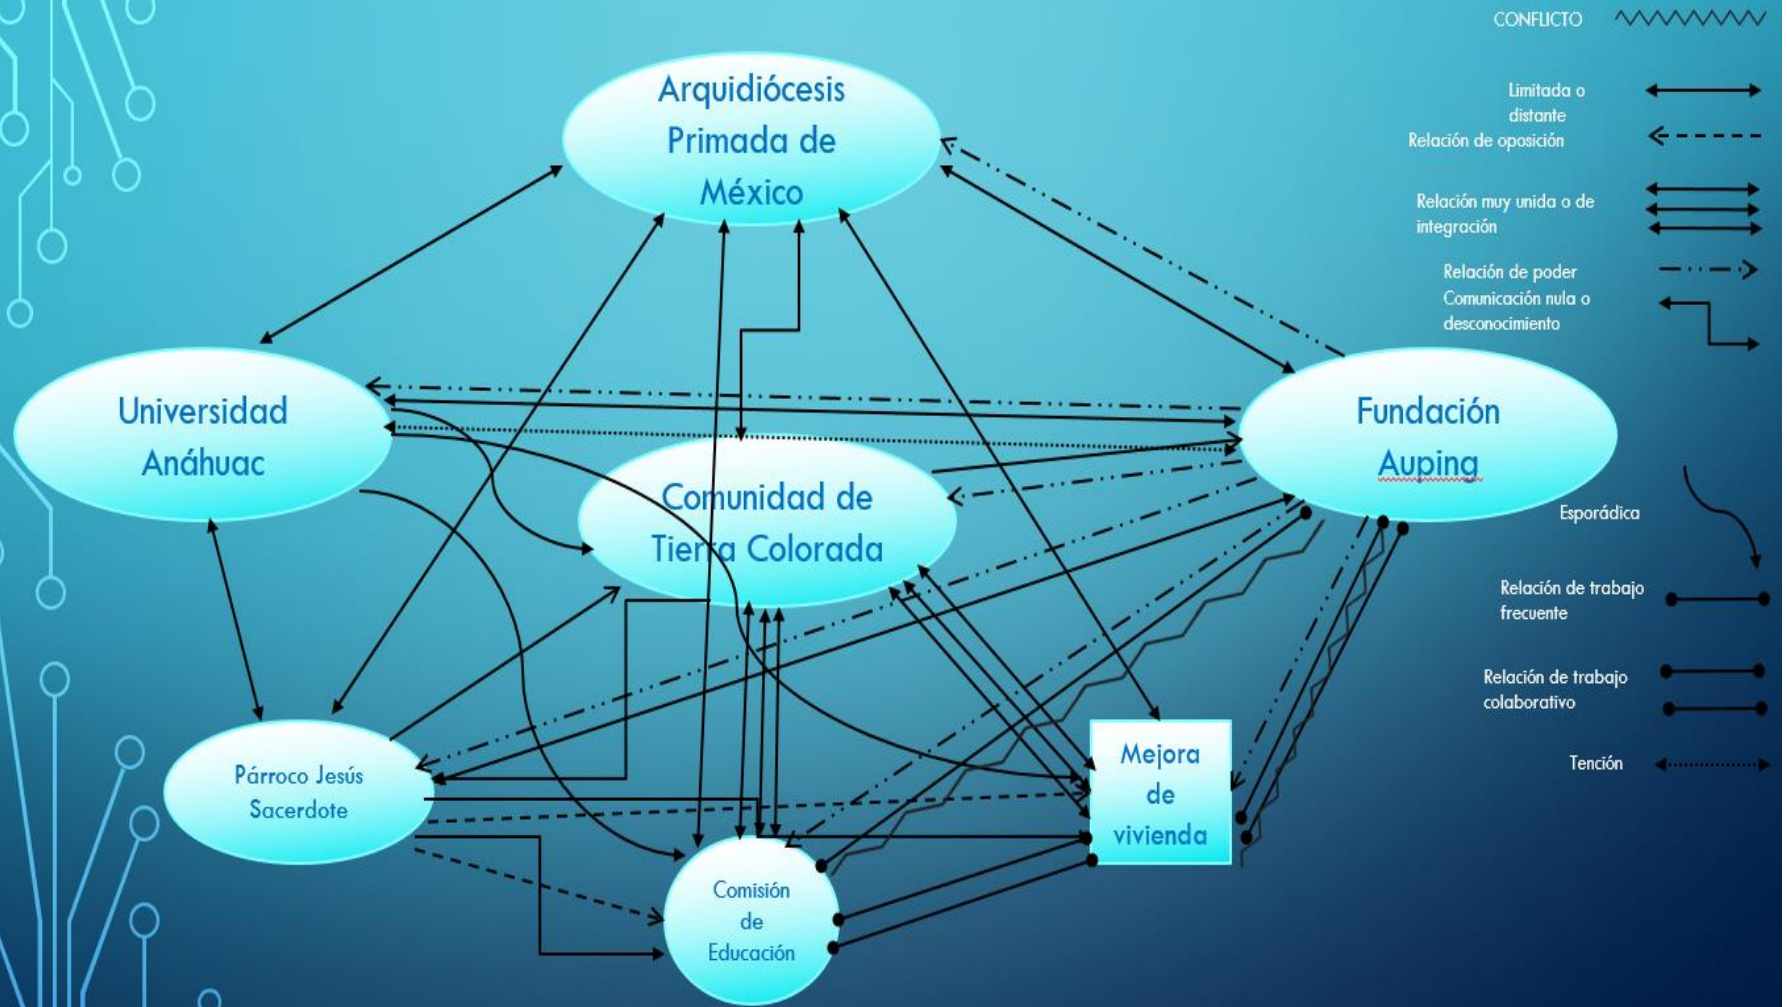 CONFLICTO
Arquidiócesis
Primada de
México
Limitada o
distante
Relación de oposición
Relación muy unida o de
integración
Relación de poder
Comunicación nula o
desconocimiento
Universidad
Anáhuac
Fundación
Auping
Comunidad de
Tierra Colorada
Esporádica
Relación de trabajo
frecuente
Relación de trabajo
colaborativo
Tención
Párroco Jesús
Sacerdote
Mejora
de
vivienda
Comisión
de
Educación